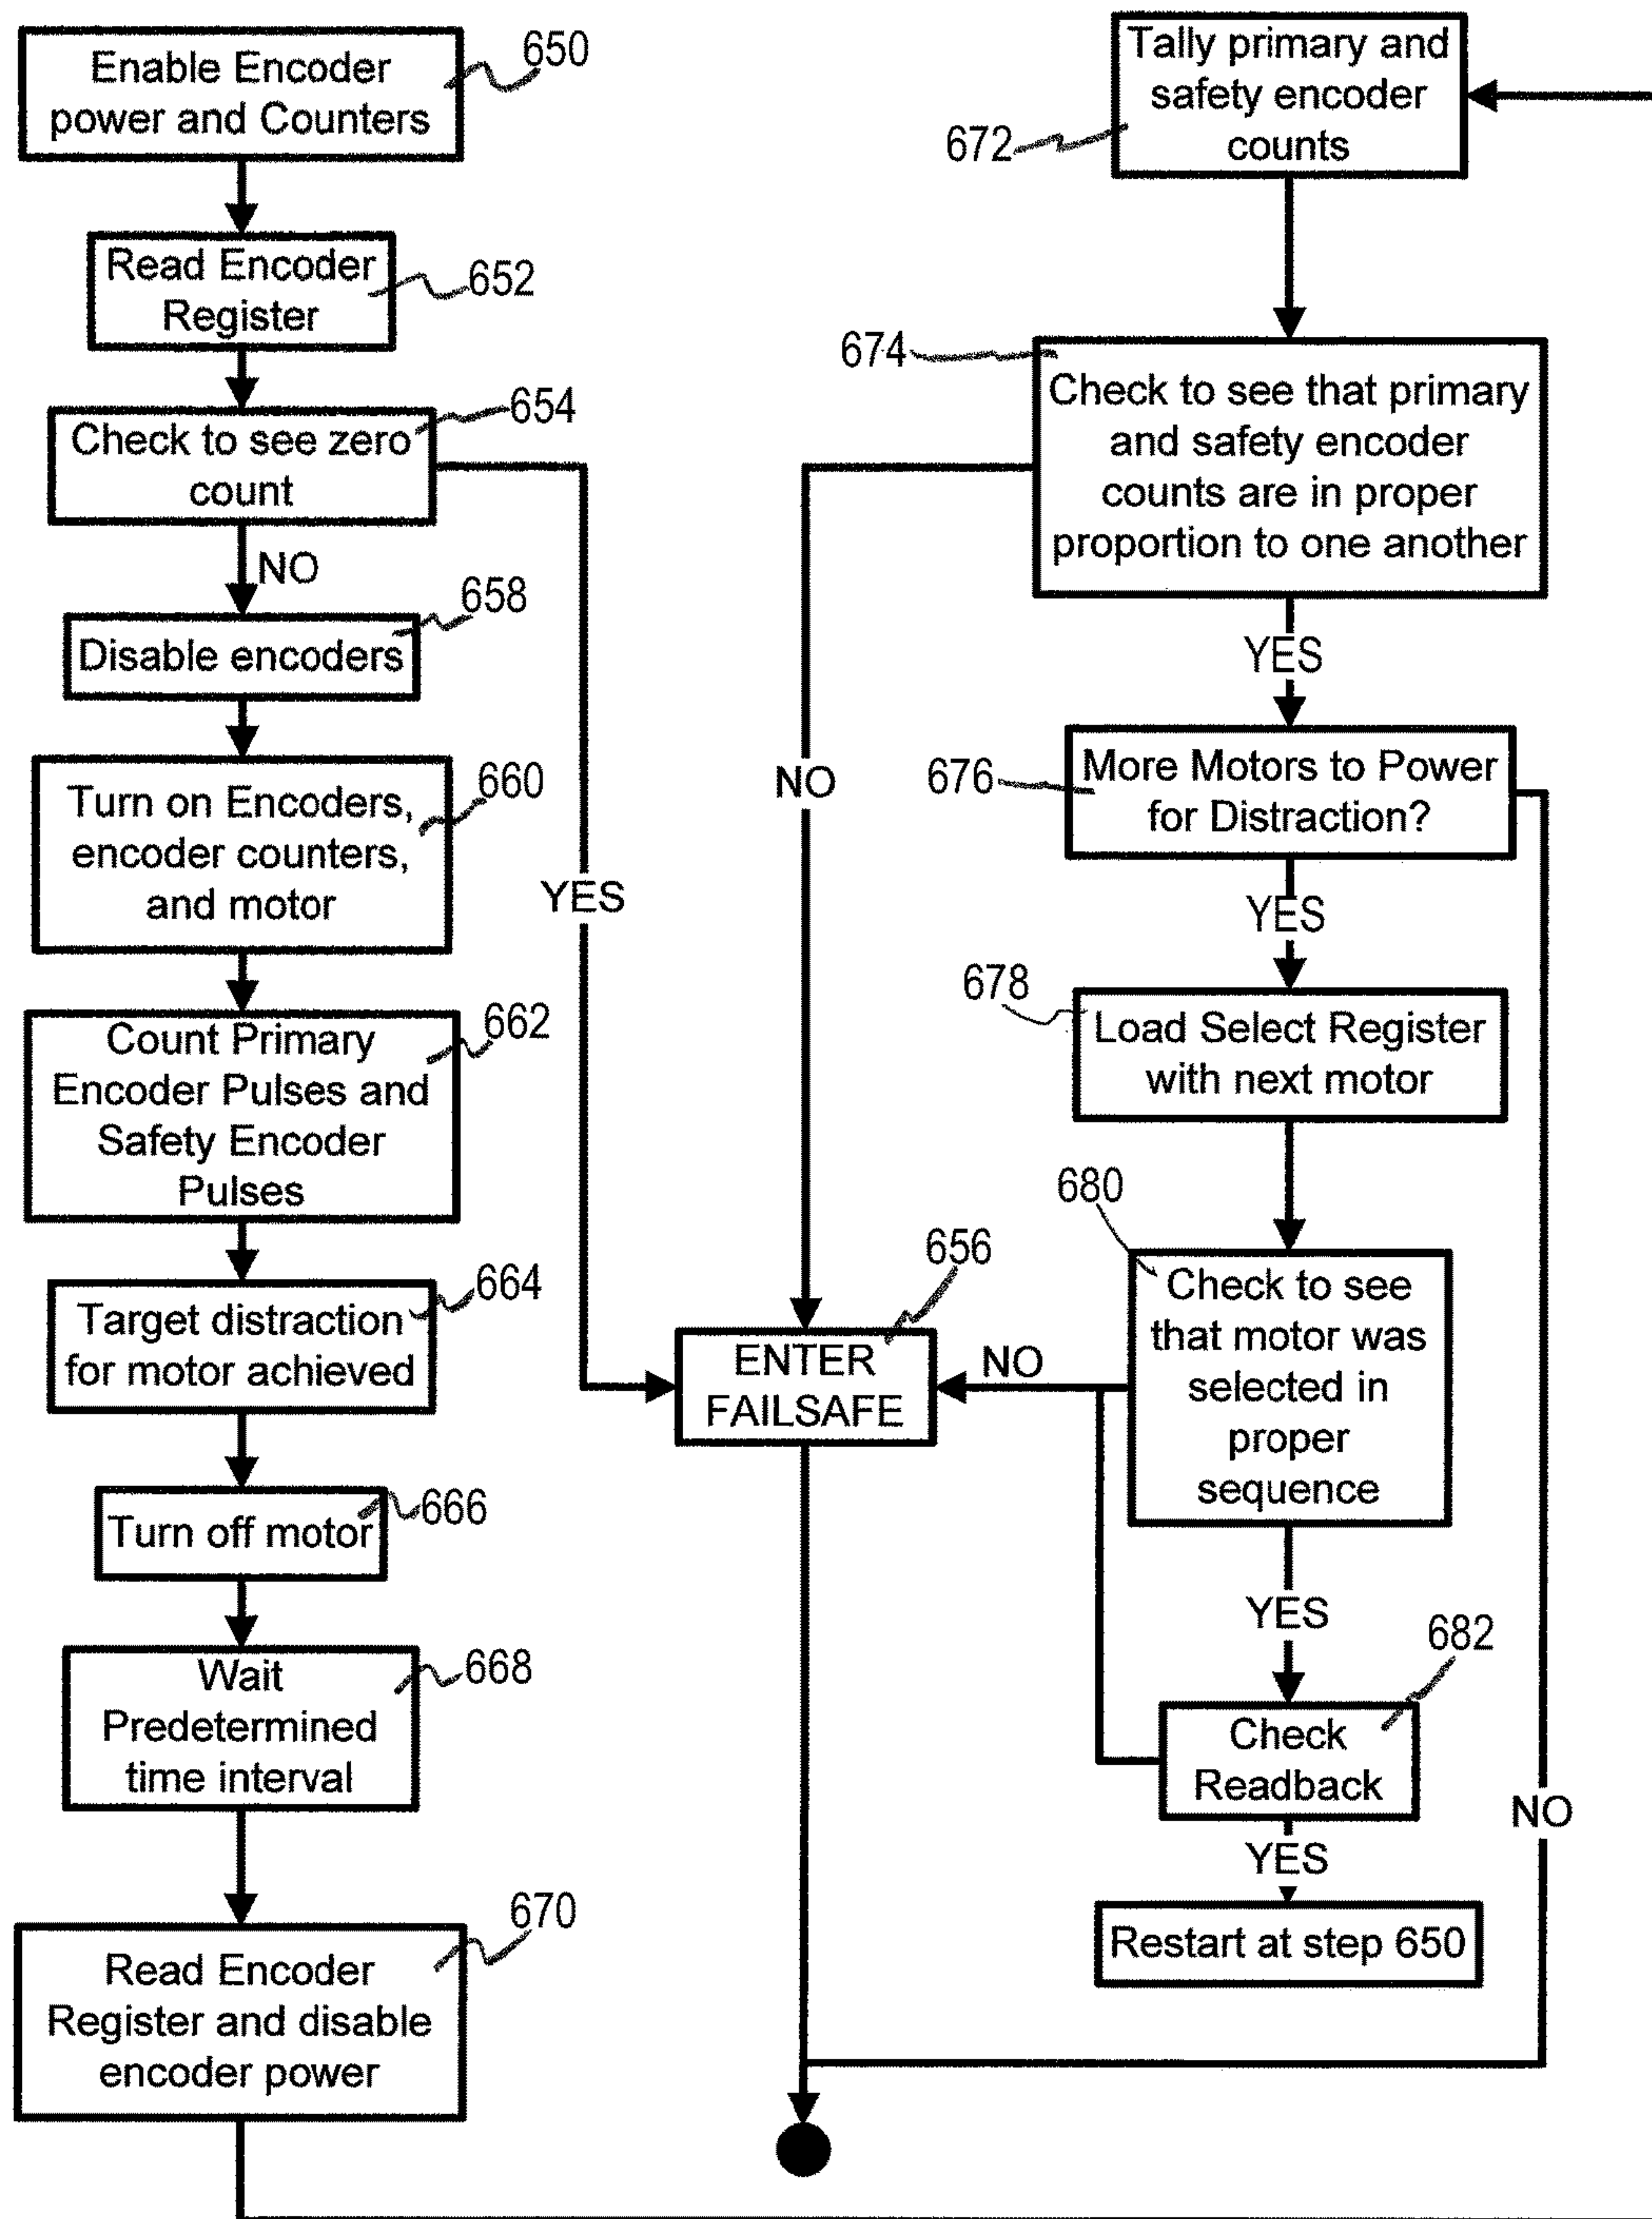 Enable Encoder
power and Counters
650
Read Encoder
Register
652
Check to see zero
count
654
NO
YES
Disable encoders
658
Turn on Encoders,
encoder counters,
and motor
660
Count Primary
Encoder Pulses and
Safety Encoder
Pulses
662
Target distraction
for motor achieved
664
Turn off motor
666
Wait
Predetermined
time interval
668
Read Encoder
Register and disable
encoder power
670
Tally primary and
safety encoder
counts
672
674
Check to see that primary
and safety encoder
counts are in proper
proportion to one another
NO
YES
676
More Motors to Power
for Distraction?
YES
NO
678
Load Select Register
with next motor
680
Check to see
that motor was
selected in
proper
sequence
NO
656
ENTER
FAILSAFE
YES
682
Check
Readback
YES
Restart at step 650